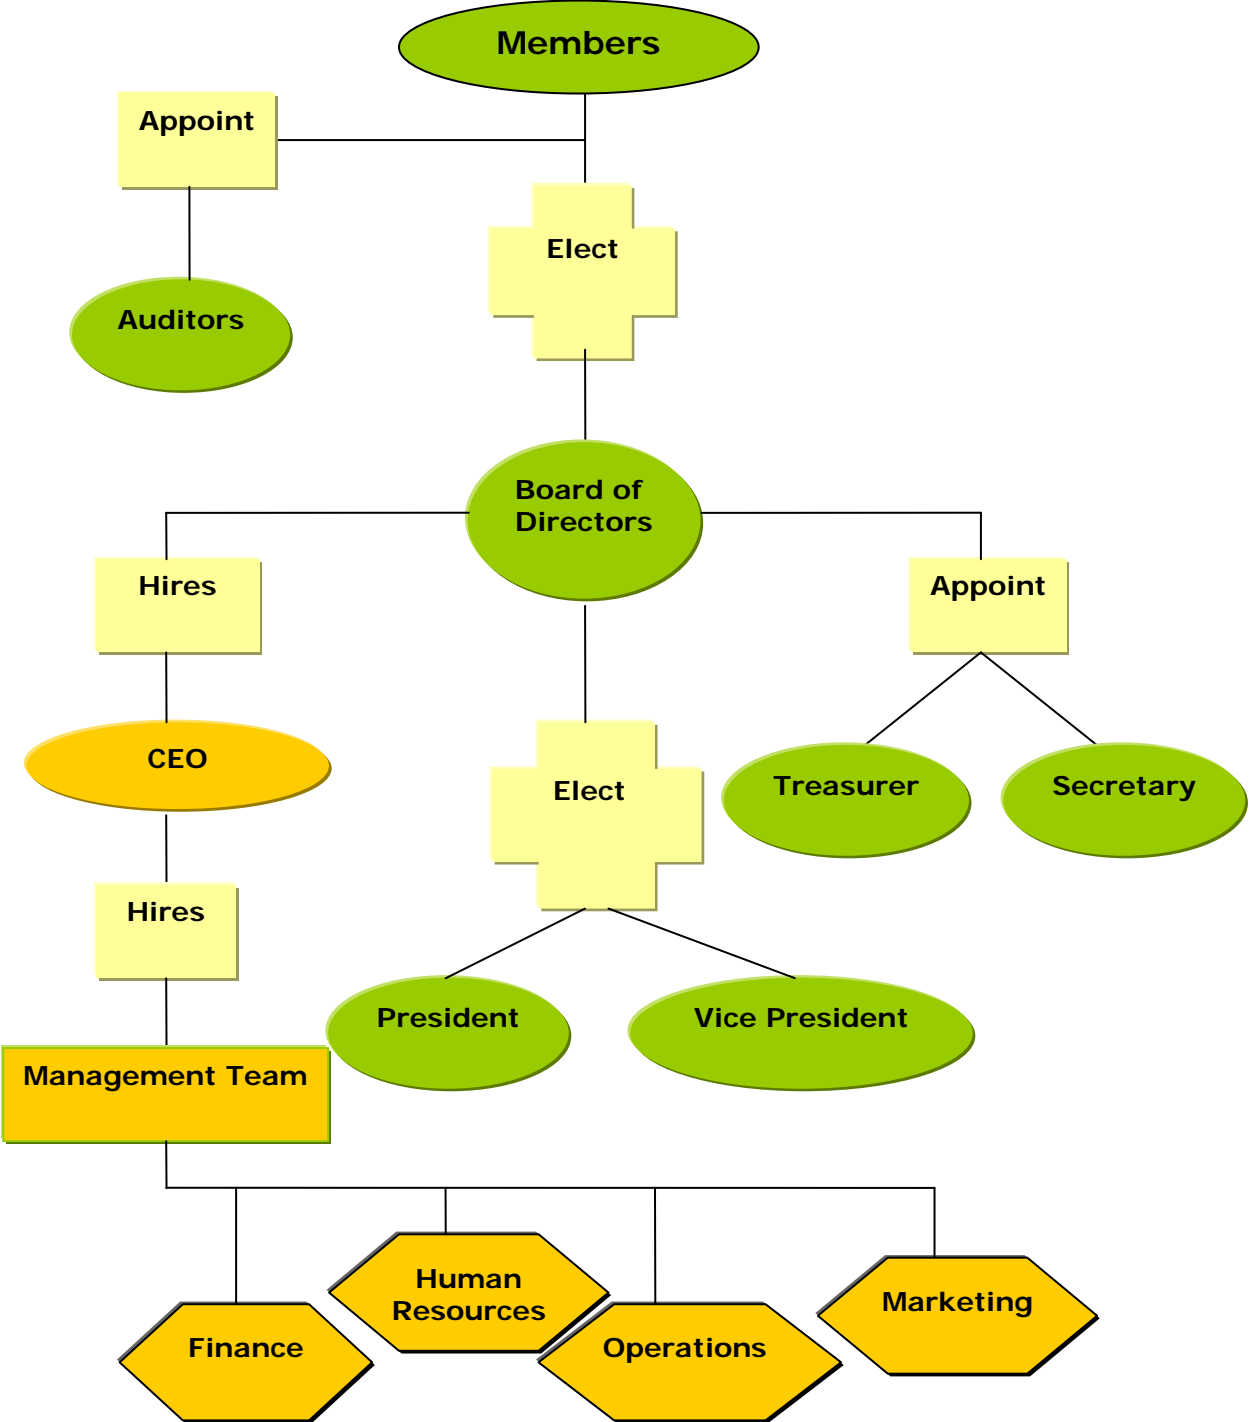 Members
Appoint
Elect
Auditors
Board of
Directors
Hires
Appoint
CEO
Elect
Treasurer
Secretary
Hires
President
Vice President
Management Team
Human
Resources
Marketing
Finance
Operations